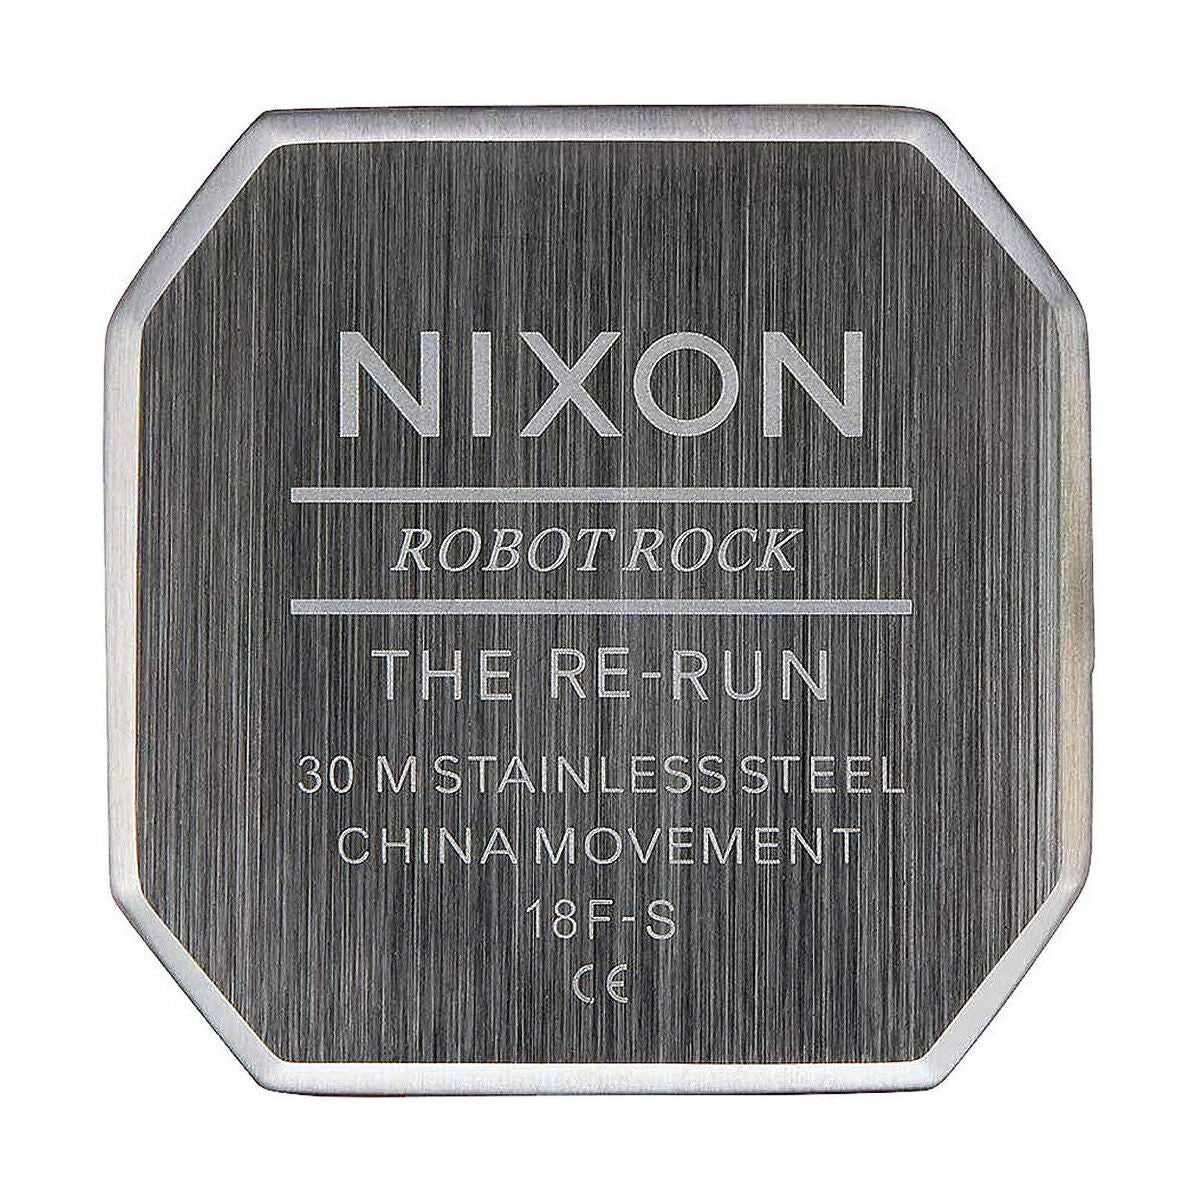 NIXON
ROBOT ROCK
THE RE-RUN
30 M STAINLESS STEEL
CHINA MOVEMENT
18F-S
CE